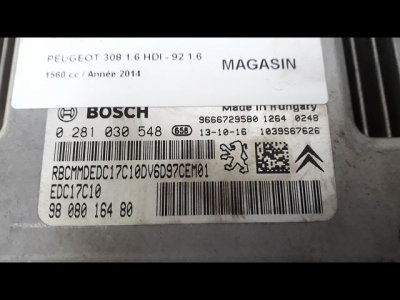 PEUGEOT 308 1.6 HDI - 92 1.6
1560 cc / Année 2014
MAGASIN
BOSCH
Made in Hungary
9666729580 1264 0248
0 281 030 548 658 13-10-16 1039S67626
RBCMMDEDC17C10DV6D97CEM01
EDC17C10
98 080 164 80